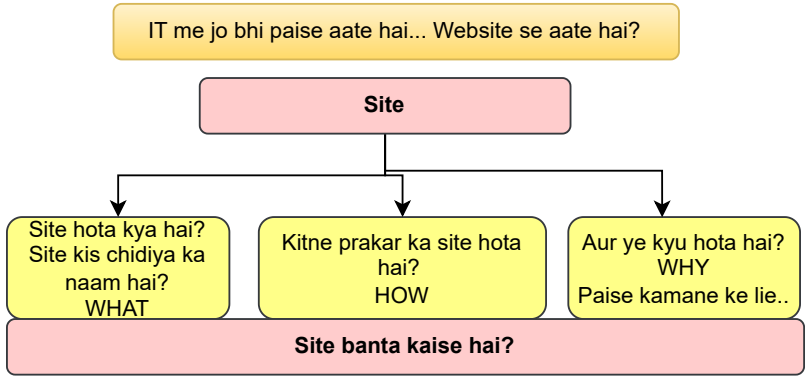 IT me jo bhi paise aate hai... Website se aate hai?
Site
Site hota kya hai?
Site kis chidiya ka
naam hai?
WHAT
Kitne prakar ka site hota
hai?
HOW
Aur ye kyu hota hai?
WHY
Paise kamane ke lie..
Site banta kaise hai?